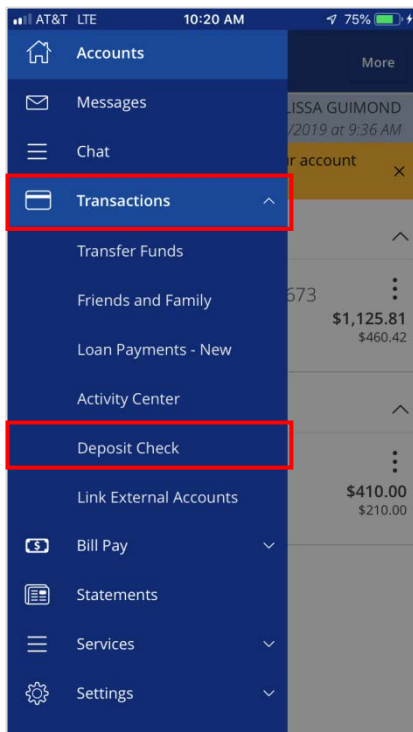 AT&T LTE 10:20 AM 75%
Accounts
More
Messages
LISSA GUIMOND
/2019 at 9:36 AM
Chat
r account
Transactions
Transfer Funds
Friends and Family
673
$1,125.81
$460.42
Loan Payments - New
Activity Center
Deposit Check
Link External Accounts
$410.00
$210.00
Bill Pay
Statements
Services
Settings